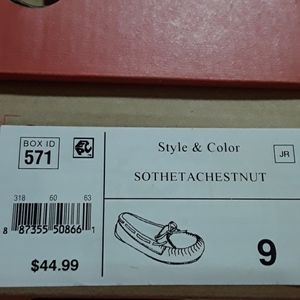 BOX ID
571
Style & Color
JR
SOTHETACHESTNUT
318 60 63
8 87355 50866 1
$44.99
9